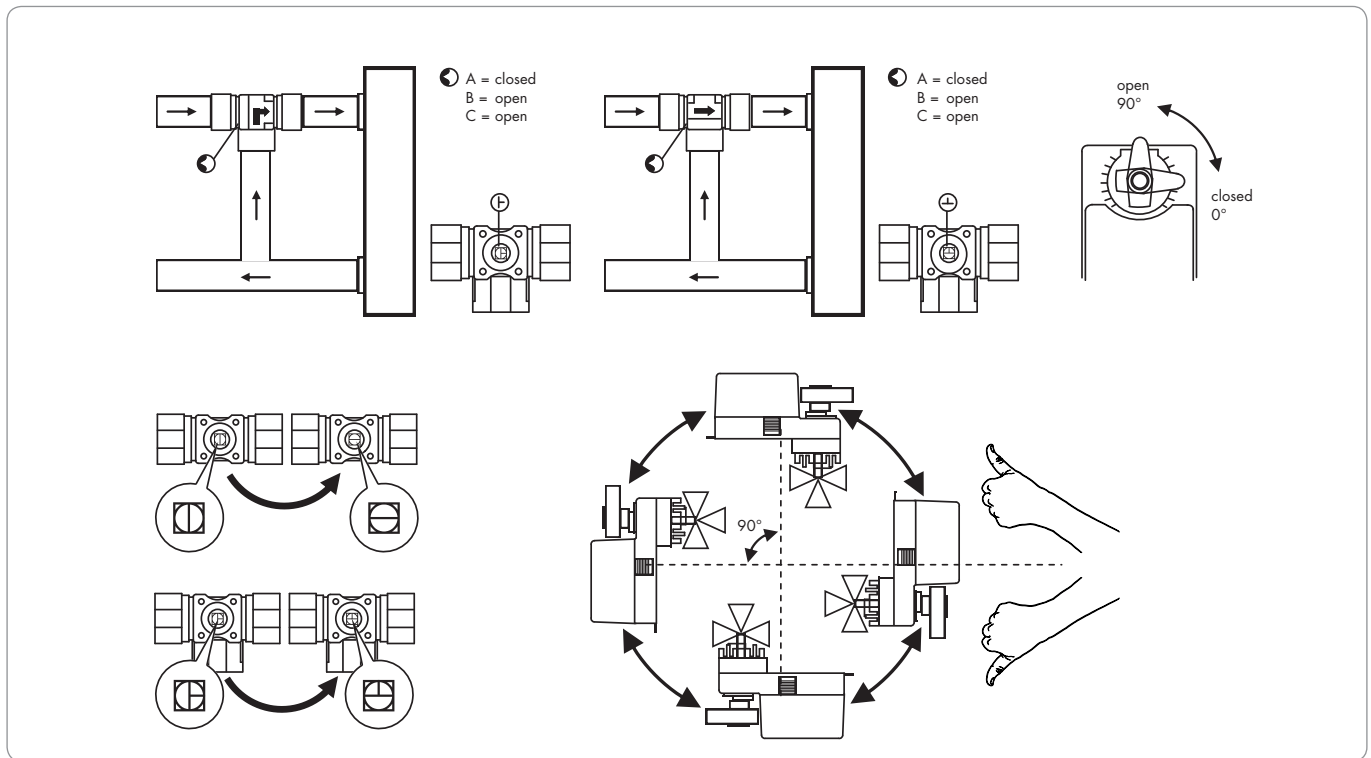 A = closed
B = open
C = open
A = closed
B = open
C = open
open
90°
closed
0°
90°